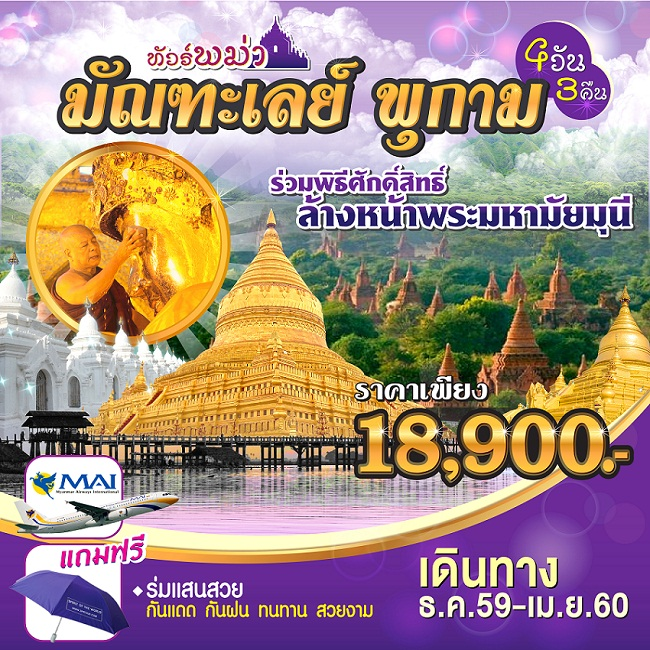 ทัวร์พม่า
มัณฑะเลย์ พุกาม
4วัน
3คืน
ร่วมพิธีศักดิ์สิทธิ์
ล้างหน้าพระมหามัยมุนี
ราคาเพียง
18,900.-
MAI
Myanmar Airways International
แถมฟรี
• ร่มแสนสวย
กันแดด กันฝน ทนทาน สวยงาม
เดินทาง
ธ.ค.59-เม.ย.60